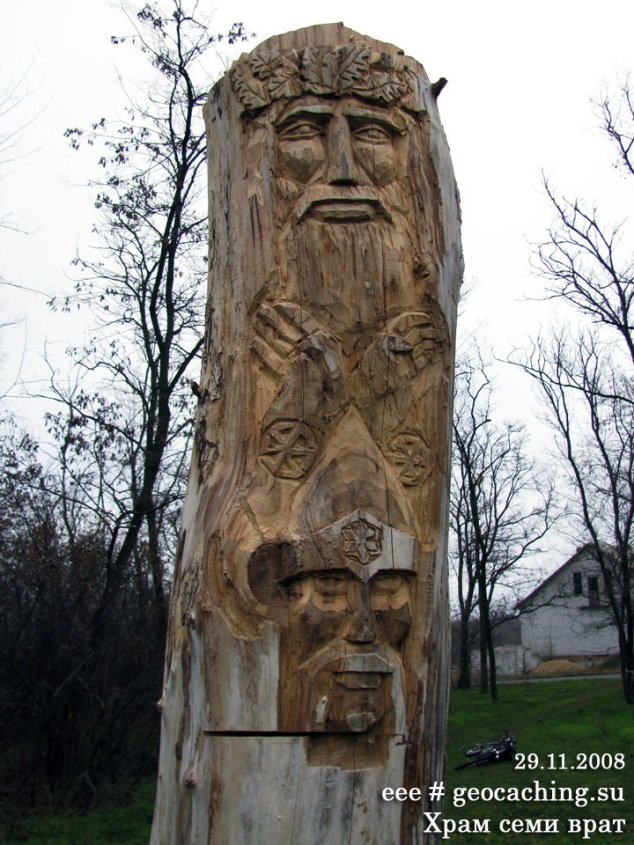 29.11.2008
eee # geocaching.su
Храм семи врат